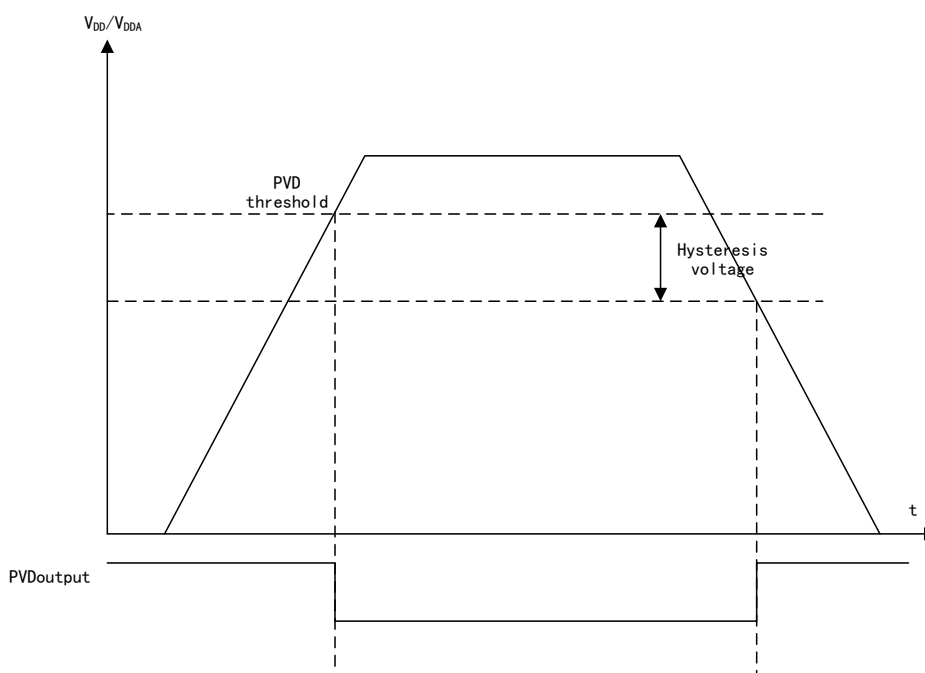 VDD/VDDA
PVD
threshold
Hysteresis
voltage
t
PVDoutput